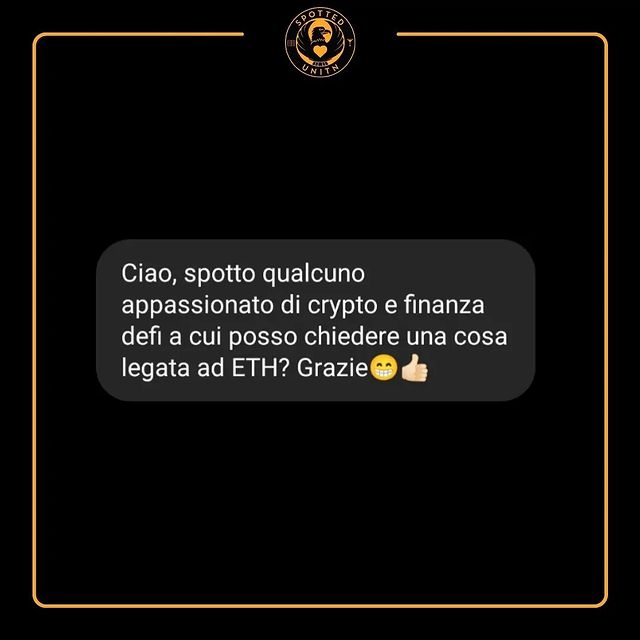 SPOTTED
UNITN
Ciao, spotto qualcuno
appassionato di crypto e finanza
defi a cui posso chiedere una cosa
legata ad ETH? Grazie😁👍🏻